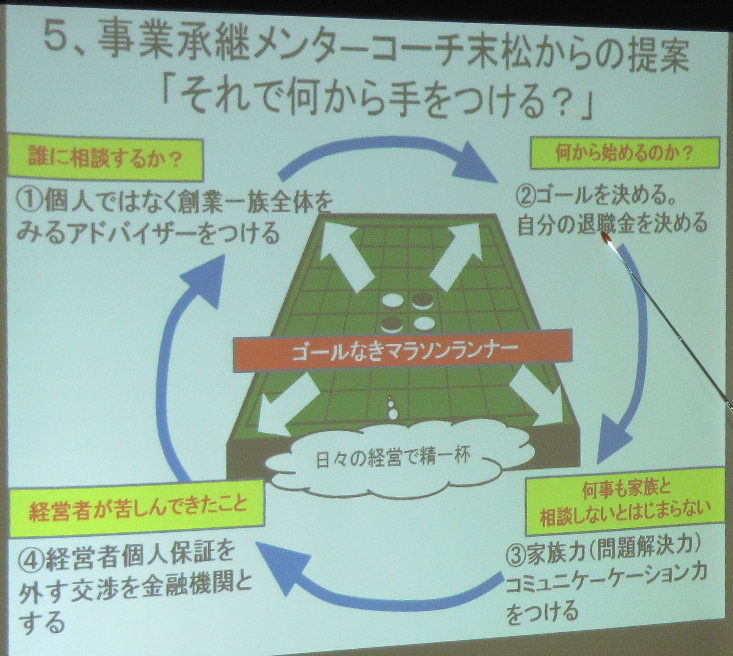 5、事業承継メンターコーチ末松からの提案
「それで何から手をつける？」
誰に相談するか？
①個人ではなく創業一族全体を
みるアドバイザーをつける
何から始めるのか？
②ゴールを決める。
自分の退職金を決める
ゴールなきマラソンランナー
日々の経営で精一杯
何事も家族と
相談しないとはじまらない
③家族力（問題解決力）
コミュニケーケーション力
をつける
経営者が苦しんできたこと
④経営者個人保証を
外す交渉を金融機関と
する